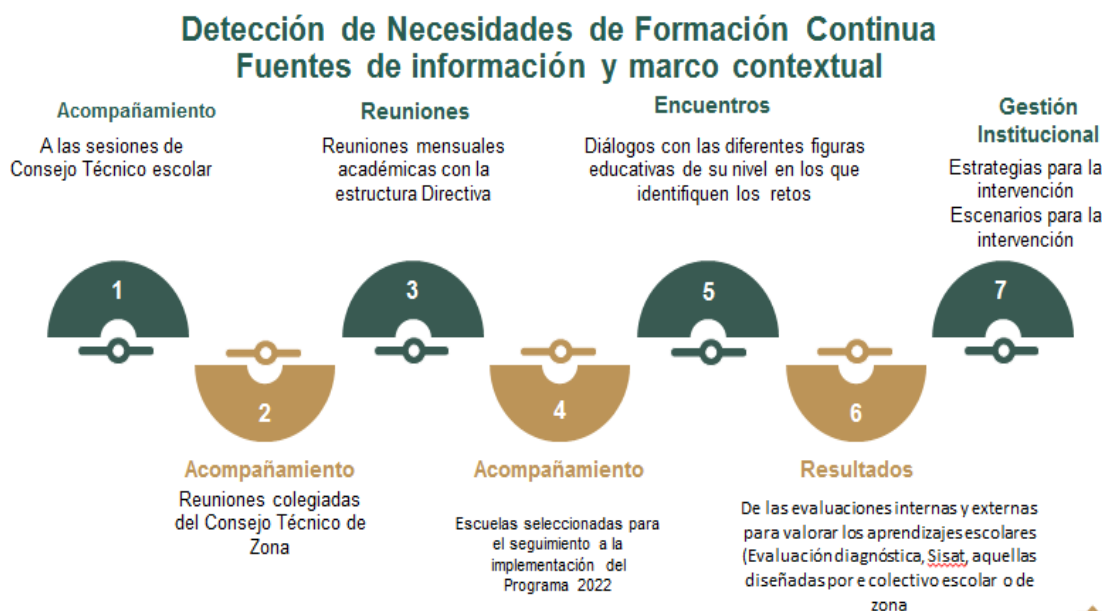 Detección de Necesidades de Formación Continua
Fuentes de información y marco contextual
Acompañamiento
A las sesiones de
Consejo Técnico escolar
Reuniones
Reuniones mensuales
académicas con la
estructura Directiva
Encuentros
Diálogos con las diferentes figuras
educativas de su nivel en los que
identifiquen los retos
Gestión
Institucional
Estrategias para la
intervención
Escenarios para la
intervención
1
3
5
7
2
4
6
Acompañamiento
Reuniones colegiadas
del Consejo Técnico de
Zona
Acompañamiento
Escuelas seleccionadas para
el seguimiento a la
implementación del
Programa 2022
Resultados
De las evaluaciones internas y externas
para valorar los aprendizajes escolares
(Evaluación diagnóstica, Sisat, aquellas
diseñadas por e colectivo escolar o de
zona